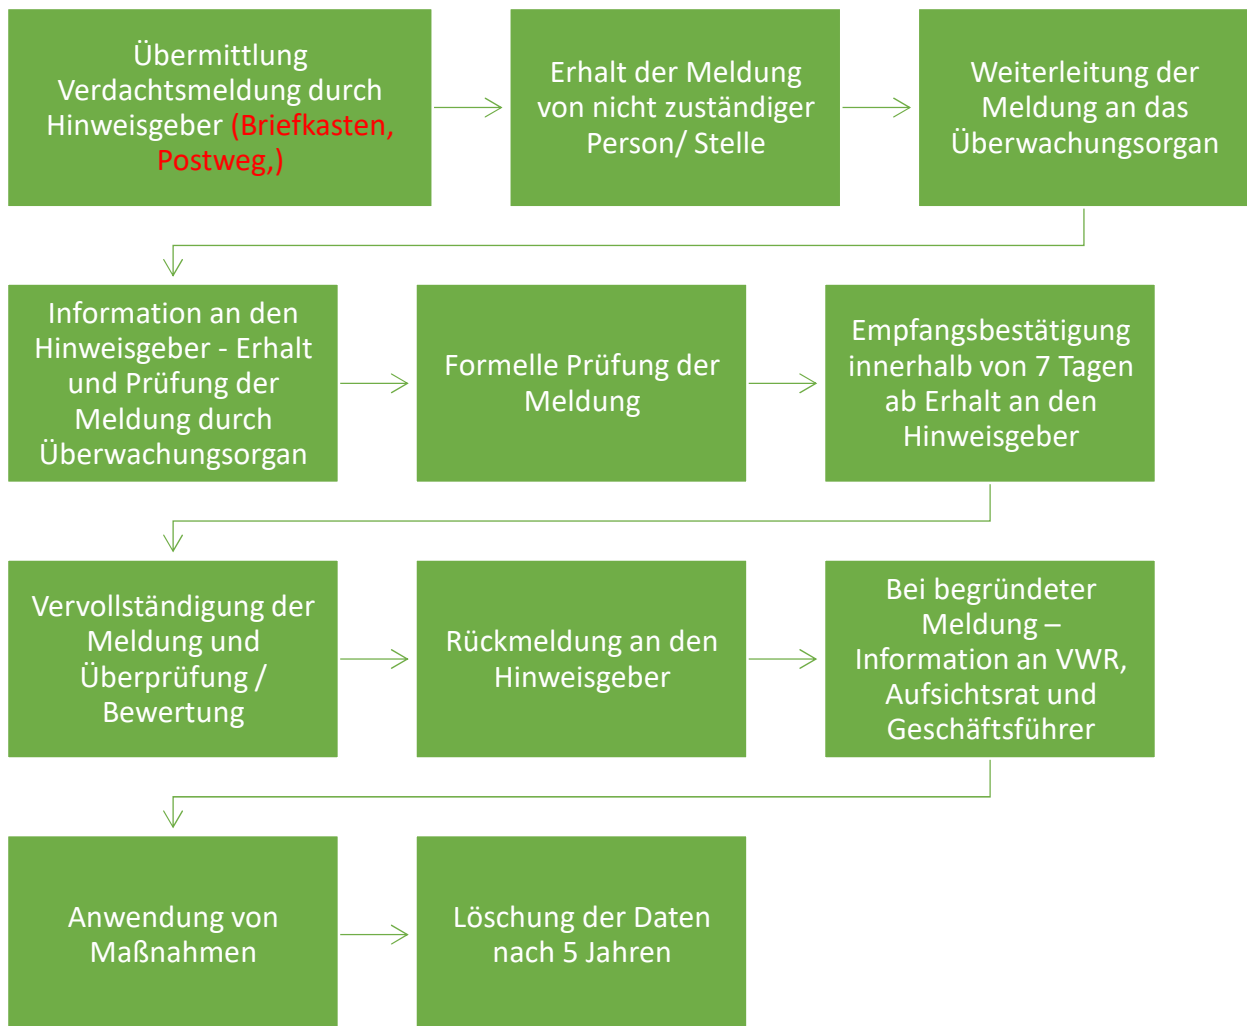 Übermittlung
Verdachtsmeldung durch
Hinweisgeber (Briefkasten,
Postweg,)
Erhalt der Meldung
von nicht zuständiger
Person/ Stelle
Weiterleitung der
Meldung an das
Überwachungsorgan
Information an den
Hinweisgeber - Erhalt
und Prüfung der
Meldung durch
Überwachungsorgan
Formelle Prüfung der
Meldung
Empfangsbestätigung
innerhalb von 7 Tagen
ab Erhalt an den
Hinweisgeber
Vervollständigung der
Meldung und
Überprüfung /
Bewertung
Rückmeldung an den
Hinweisgeber
Bei begründeter
Meldung –
Information an VWR,
Aufsichtsrat und
Geschäftsführer
Anwendung von
Maßnahmen
Löschung der Daten
nach 5 Jahren